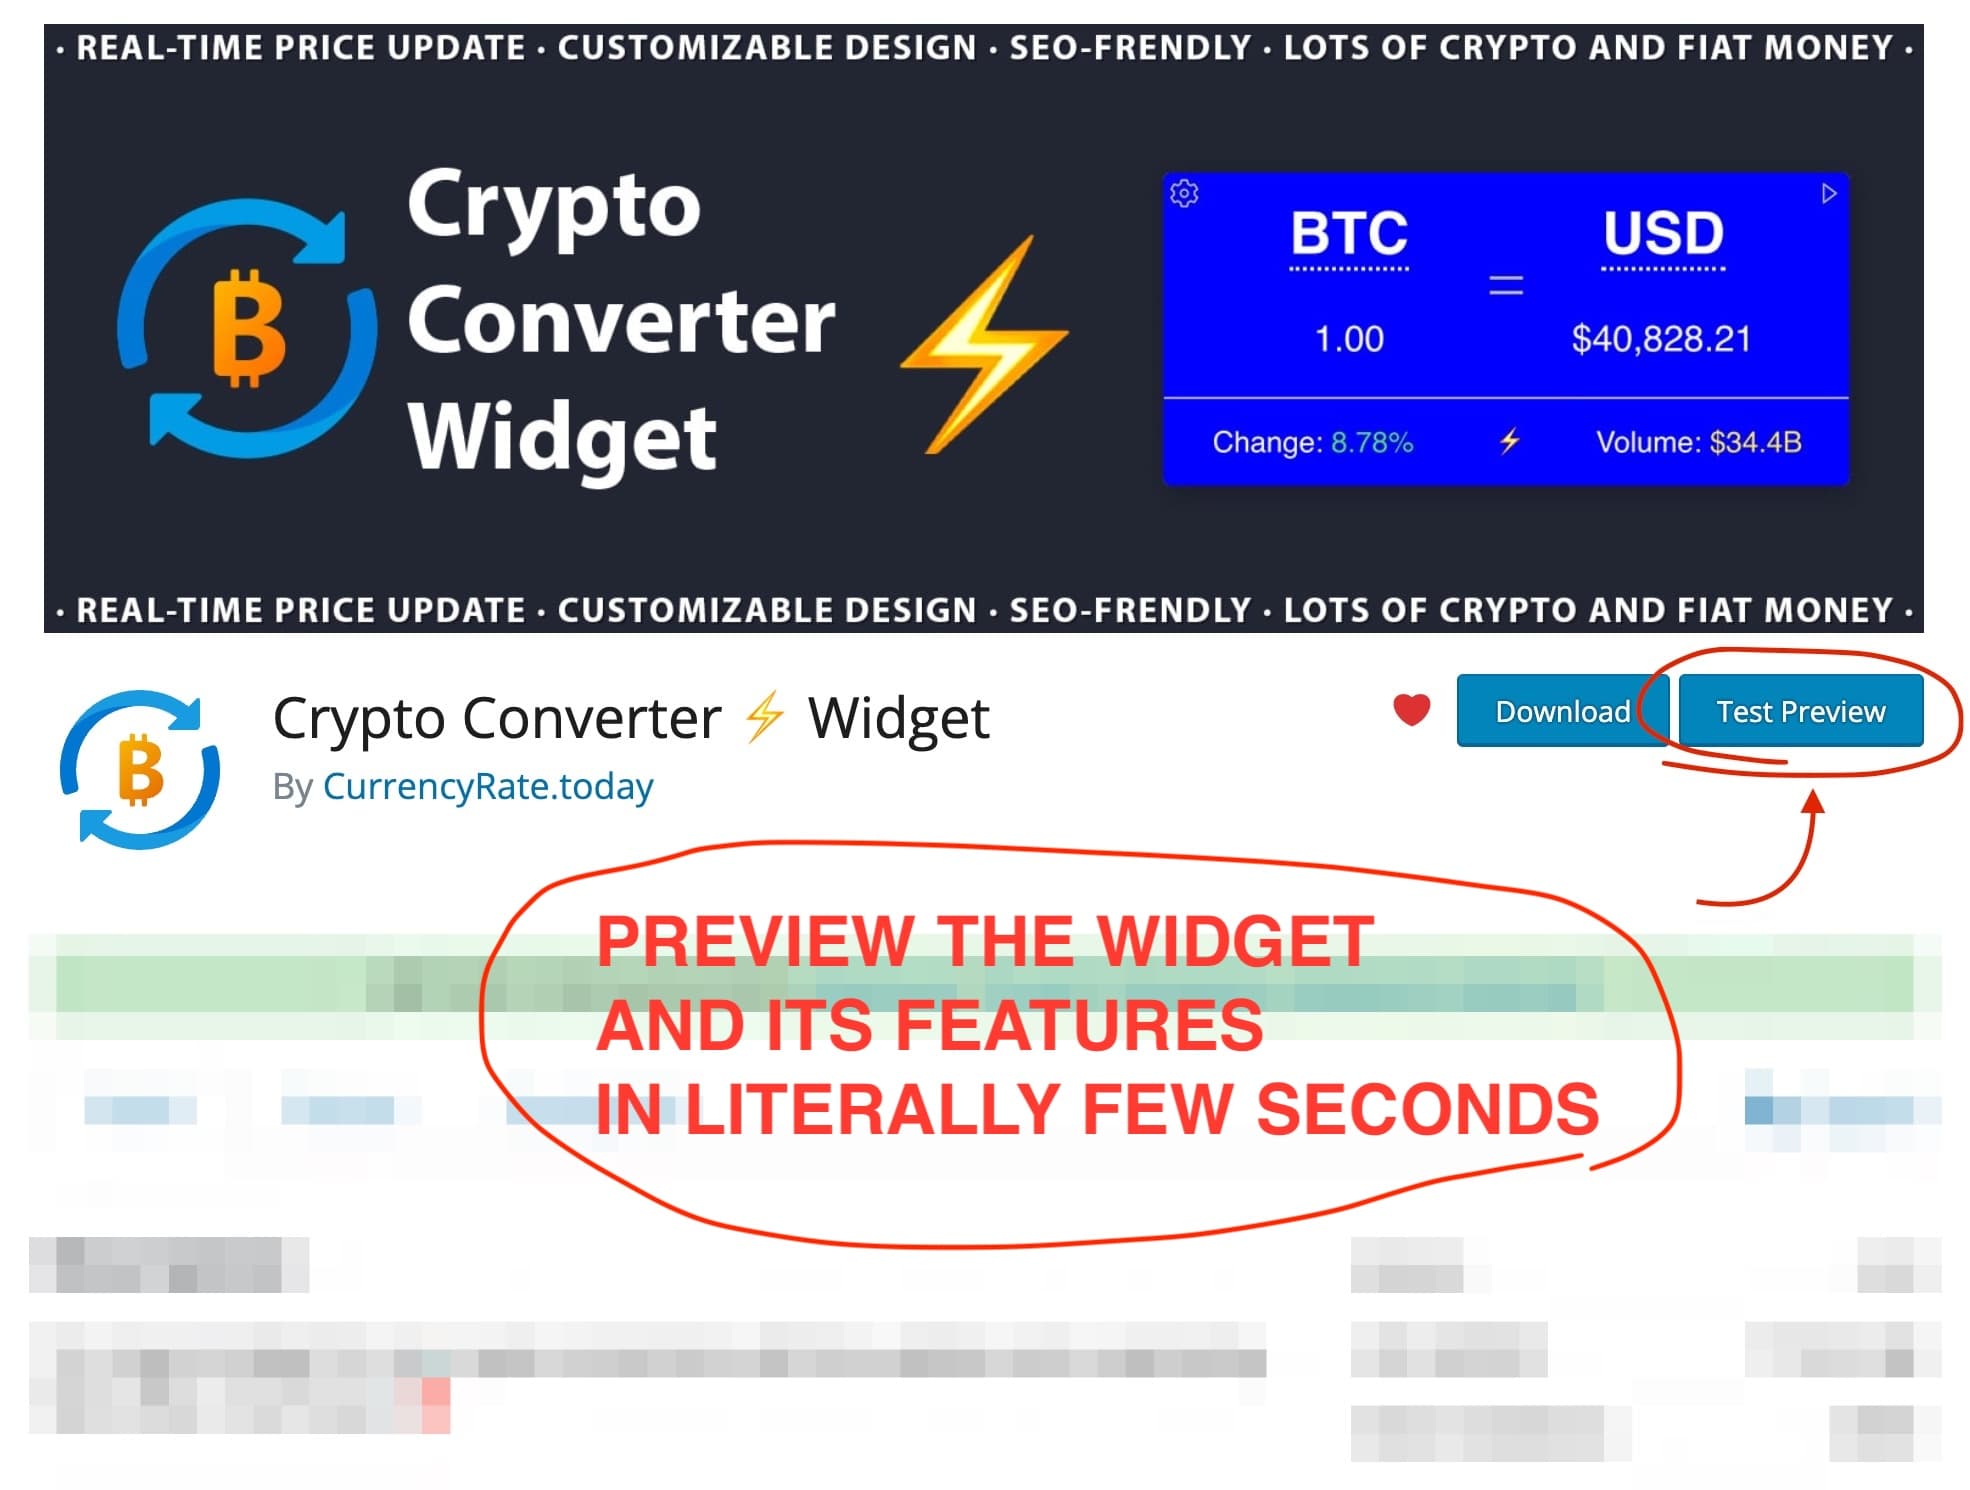 · REAL-TIME PRICE UPDATE · CUSTOMIZABLE DESIGN · SEO-FRENDLY · LOTS OF CRYPTO AND FIAT MONEY ·
Crypto
Converter
Widget
BTC
USD
=
1.00
$40,828.21
Change: 8.78%
⚡
Volume: $34.4B
· REAL-TIME PRICE UPDATE · CUSTOMIZABLE DESIGN · SEO-FRENDLY · LOTS OF CRYPTO AND FIAT MONEY ·
Crypto Converter ⚡ Widget
Download
Test Preview
By CurrencyRate.today
PREVIEW THE WIDGET
AND ITS FEATURES
IN LITERALLY FEW SECONDS